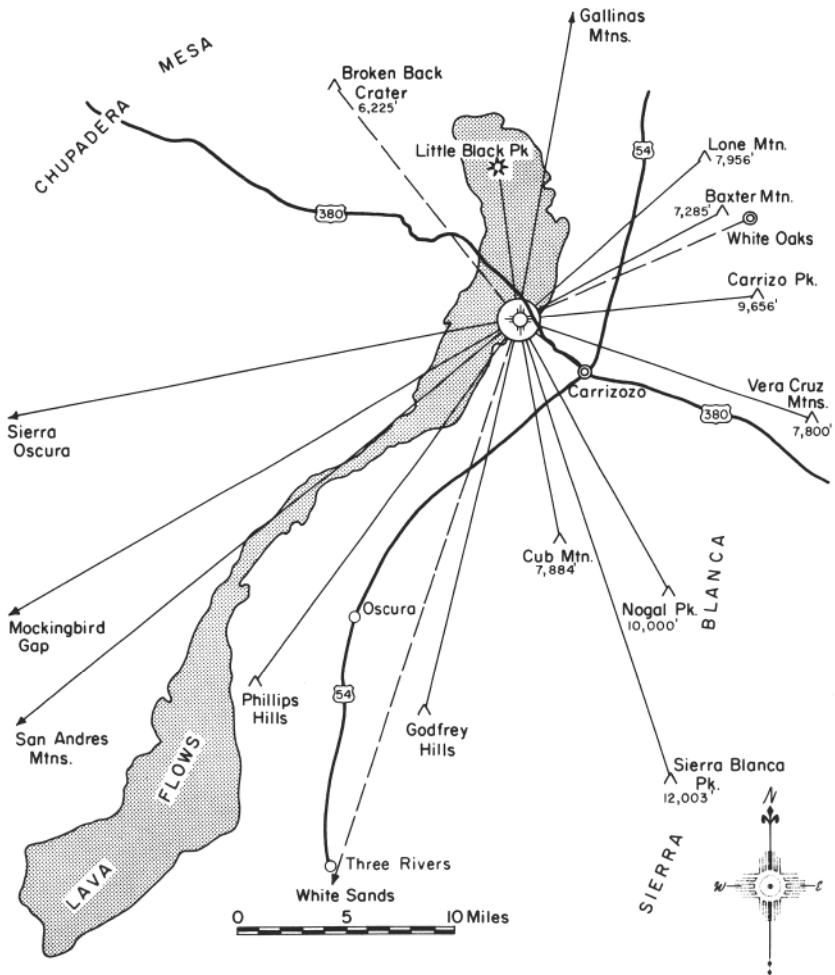 Gallinas
Mtns.
MESA
CHUPADERA
Broken Back
Crater
6,225'
Little Black Pk
54
Lone Mtn.
7,956'
Baxter Mtn.
7,285'
White Oaks
380
Carrizo Pk.
9,656'
Carrizozo
Vera Cruz
Mtns.
7,800'
380
Sierra
Oscura
Cub Mtn.
7,884'
Nogal Pk.
10,000'
BLANCA
Mockingbird
Gap
Oscura
San Andres
Mtns.
Phillips
Hills
54
Godfrey
Hills
FLOWS
LAVA
Sierra Blanca
Pk.
12,003'
SIERRA
Three Rivers
White Sands
0 5 10 Miles
N
W E